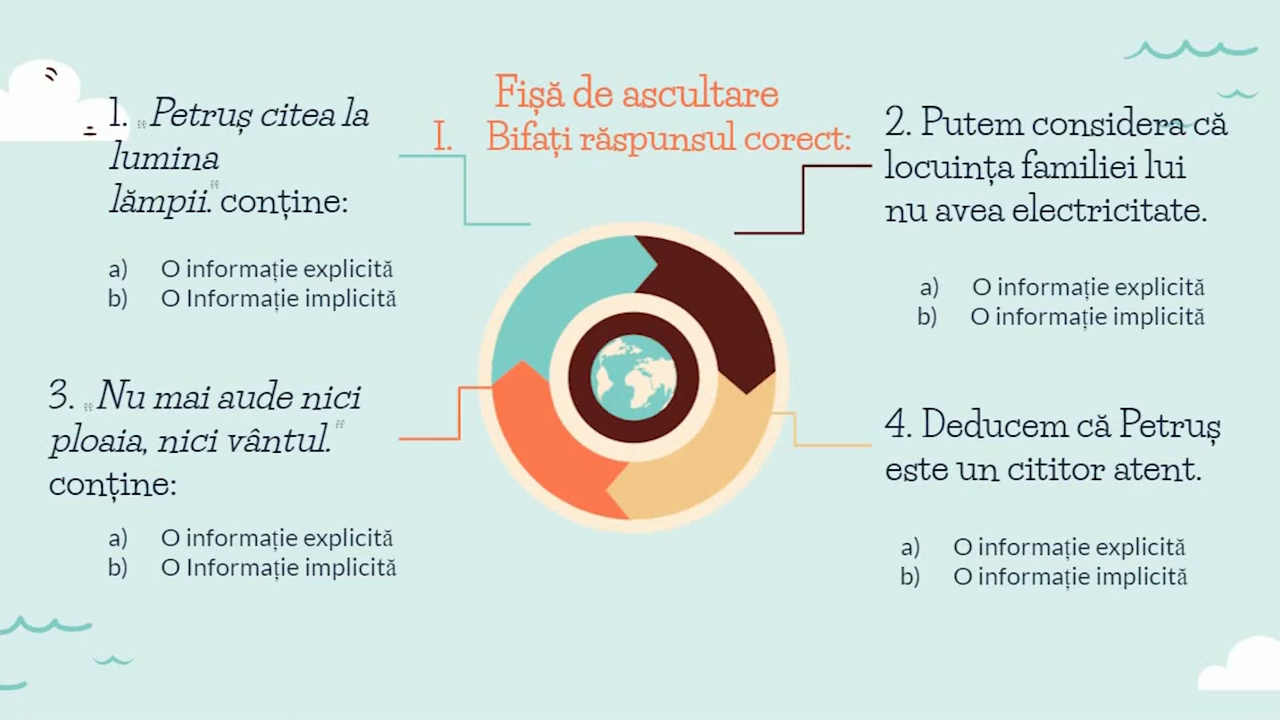 Fișă de ascultare
I. Bifați răspunsul corect:
1. „Petruș citea la
lumina
lămpii.” conține:
a) O informație explicită
b) O Informație implicită
2. Putem considera că
locuința familiei lui
nu avea electricitate.
a) O informație explicită
b) O informație implicită
3. „Nu mai aude nici
ploaia, nici vântul.”
conține:
a) O informație explicită
b) O Informație implicită
4. Deducem că Petruș
este un cititor atent.
a) O informație explicită
b) O informație implicită